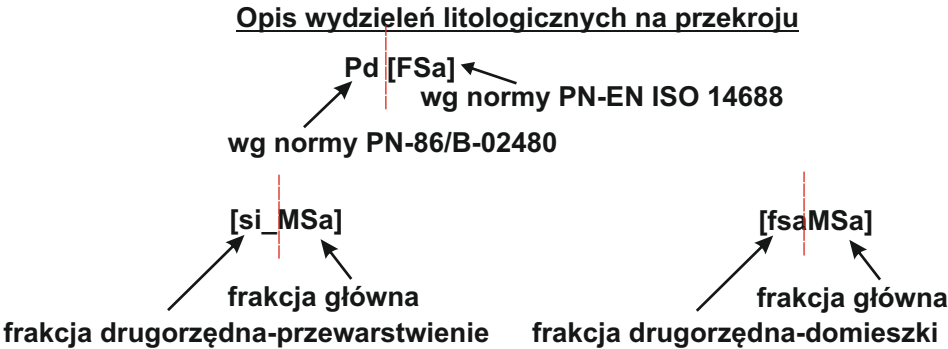 Opis wydzieleń litologicznych na przekroju
Pd [FSa]
wg normy PN-EN ISO 14688
wg normy PN-86/B-02480
[si_MSa] [fsaMSa]
frakcja główna frakcja główna
frakcja drugorzędna-przewarstwienie frakcja drugorzędna-domieszki